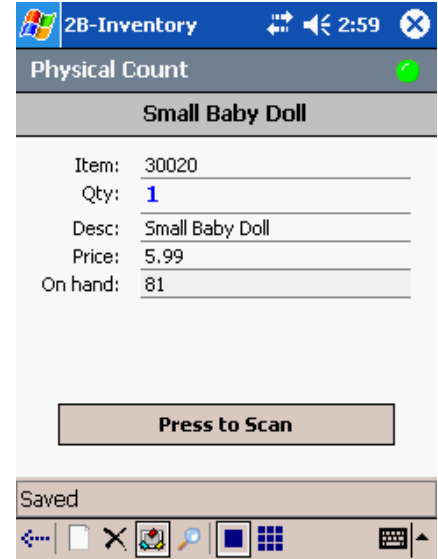 2B-Inventory 2:59
Physical Count
Small Baby Doll
Item: 30020
Qty: 1
Desc: Small Baby Doll
Price: 5.99
On hand: 81
Press to Scan
Saved